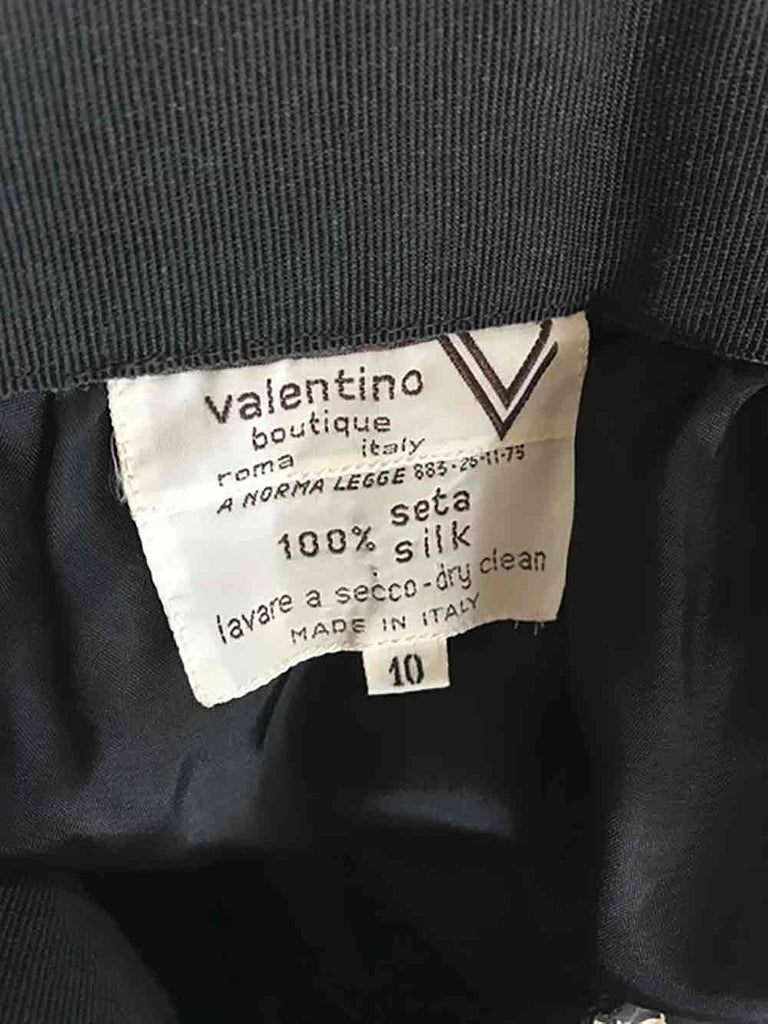 valentino
boutique
roma italy
A NORMA LEGGE 883-26-11-73
100% seta
silk
lavare a secco-dry clean
MADE IN ITALY
10